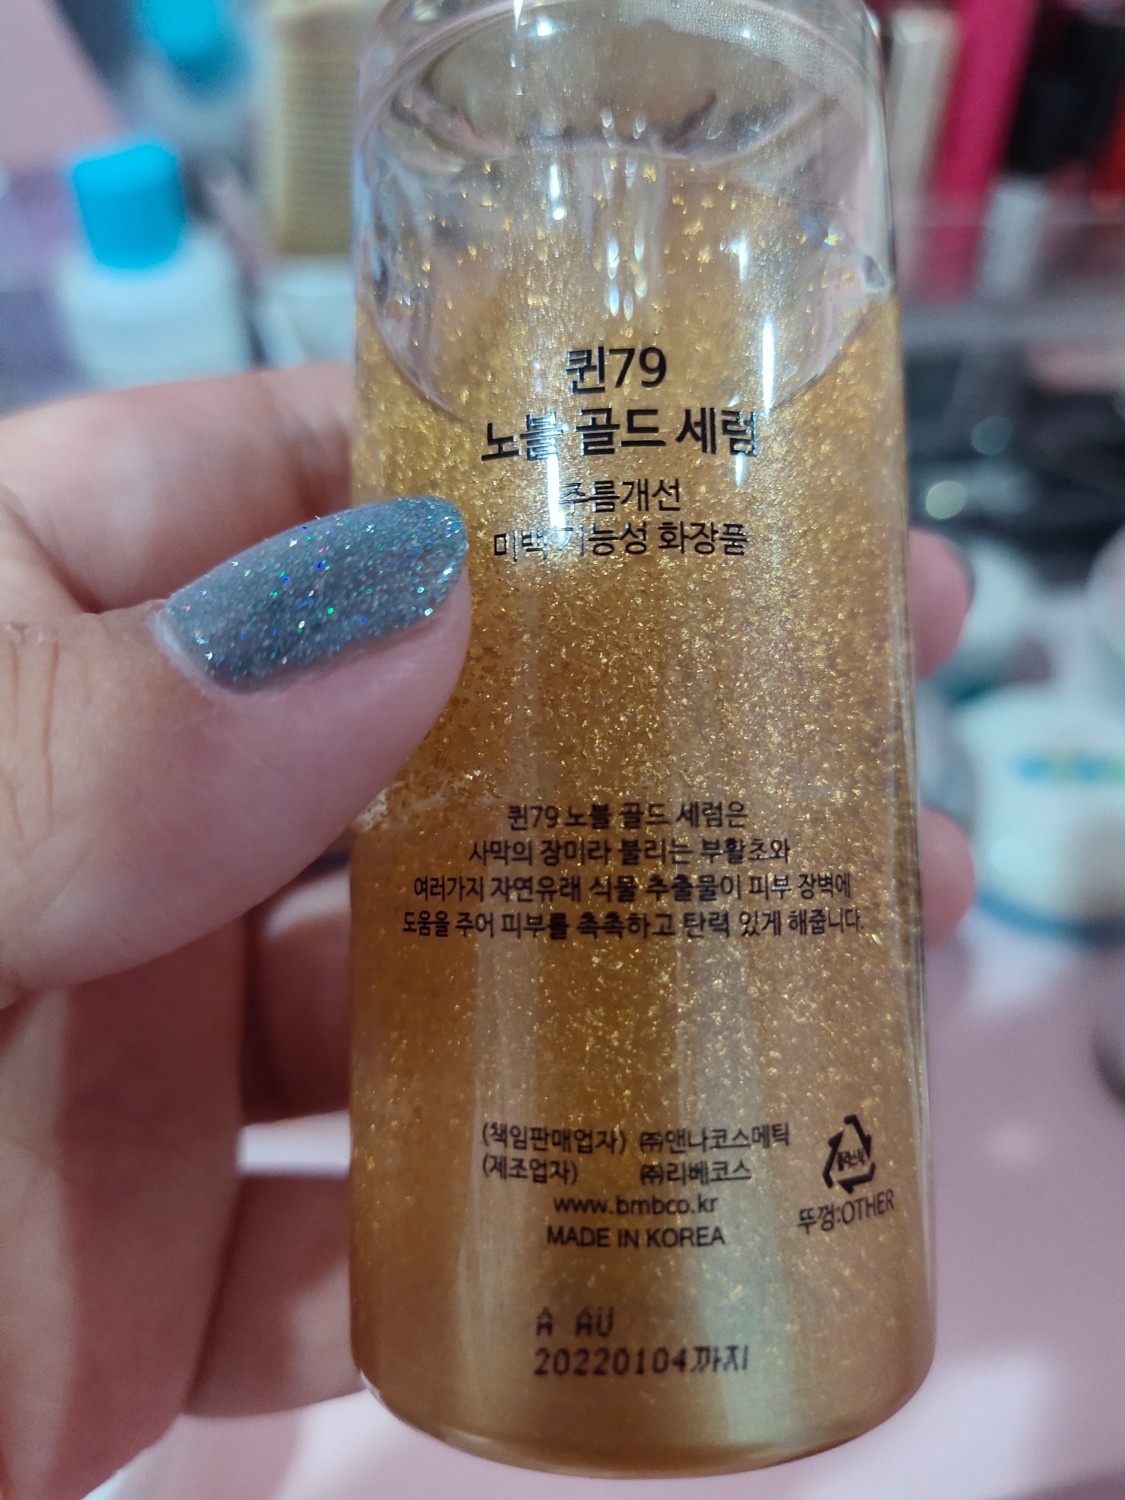 퀸79
노블 골드 세럼
주름개선
미백 기능성 화장품
퀸79 노블 골드 세럼은
사막의 장미라 불리는 부활초와
여러가지 자연유래 식물 추출물이 피부 장벽에
도움을 주어 피부를 촉촉하고 탄력 있게 해줍니다.
(책임판매업자) ㈜앤나코스메틱
(제조업자) ㈜리베코스
www.bmbco.kr
MADE IN KOREA
뚜껑:OTHER
A AU
20220104까지